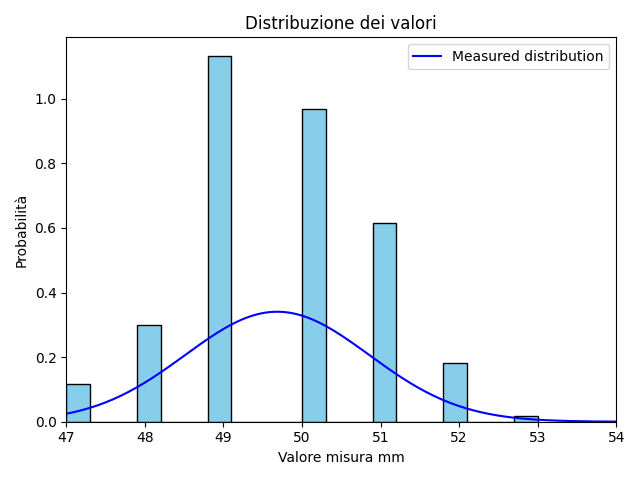 Distribuzione dei valori
Measured distribution
Probabilità
1.0
0.8
0.6
0.4
0.2
0.0
47 48 49 50 51 52 53 54
Valore misura mm